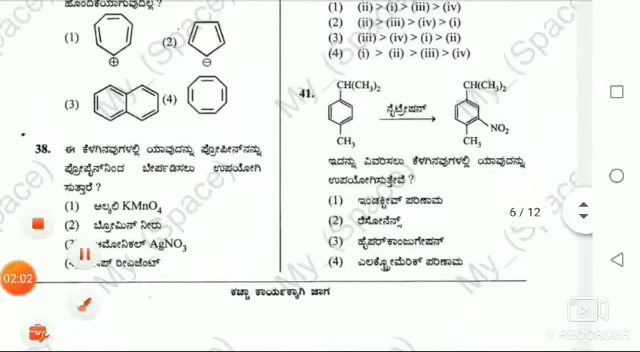 ಹೊಂದಿಕೆಯಾಗುವುದಿಲ್ಲ ?
(1)
(2)
(3)
(4)
38. ಈ ಕೆಳಗಿನವುಗಳಲ್ಲಿ ಯಾವುದನ್ನು ಪ್ರೋಪೀನ್‌ನನ್ನು
ಪ್ರೋಪೈನ್‌ನಿಂದ ಬೇರ್ಪಡಿಸಲು ಉಪಯೋಗಿ
ಸುತ್ತಾರೆ ?
(1) ಆಲ್ಕಲಿ KMnO4
(2) ಬ್ರೋಮಿನ್ ನೀರು
AgNO3
ರೀಏಜೆಂಟ್
(1) (ii) > (i) > (iii) > (iv)
(2) (ii) > (iii) > (iv) > (i)
(3) (iii) > (iv) > (i) > (ii)
(4) (i) > (ii) > (iii) > (iv)
41. CH(CH3)2 CH(CH3)2
ನೈಟ್ರೇಷನ್
NO2
CH3 CH3
ಇದನ್ನು ವಿವರಿಸಲು ಕೆಳಗಿನವುಗಳಲ್ಲಿ ಯಾವುದನ್ನು
ಉಪಯೋಗಿಸುತ್ತೇವೆ ?
(1) ಇಂಡಕ್ಟೀವ್ ಪರಿಣಾಮ
(2) ರೆಸೋನೆನ್ಸ್
(3) ಹೈಪರ್‌ಕಾಂಜುಗೇಷನ್
(4) ಎಲಕ್ಟ್ರೋಮೆರಿಕ್ ಪರಿಣಾಮ
6 / 12
02:02
ಕಚ್ಚಾ ಕಾರ್ಯಕ್ಕಾಗಿ ಜಾಗ
RECORDER